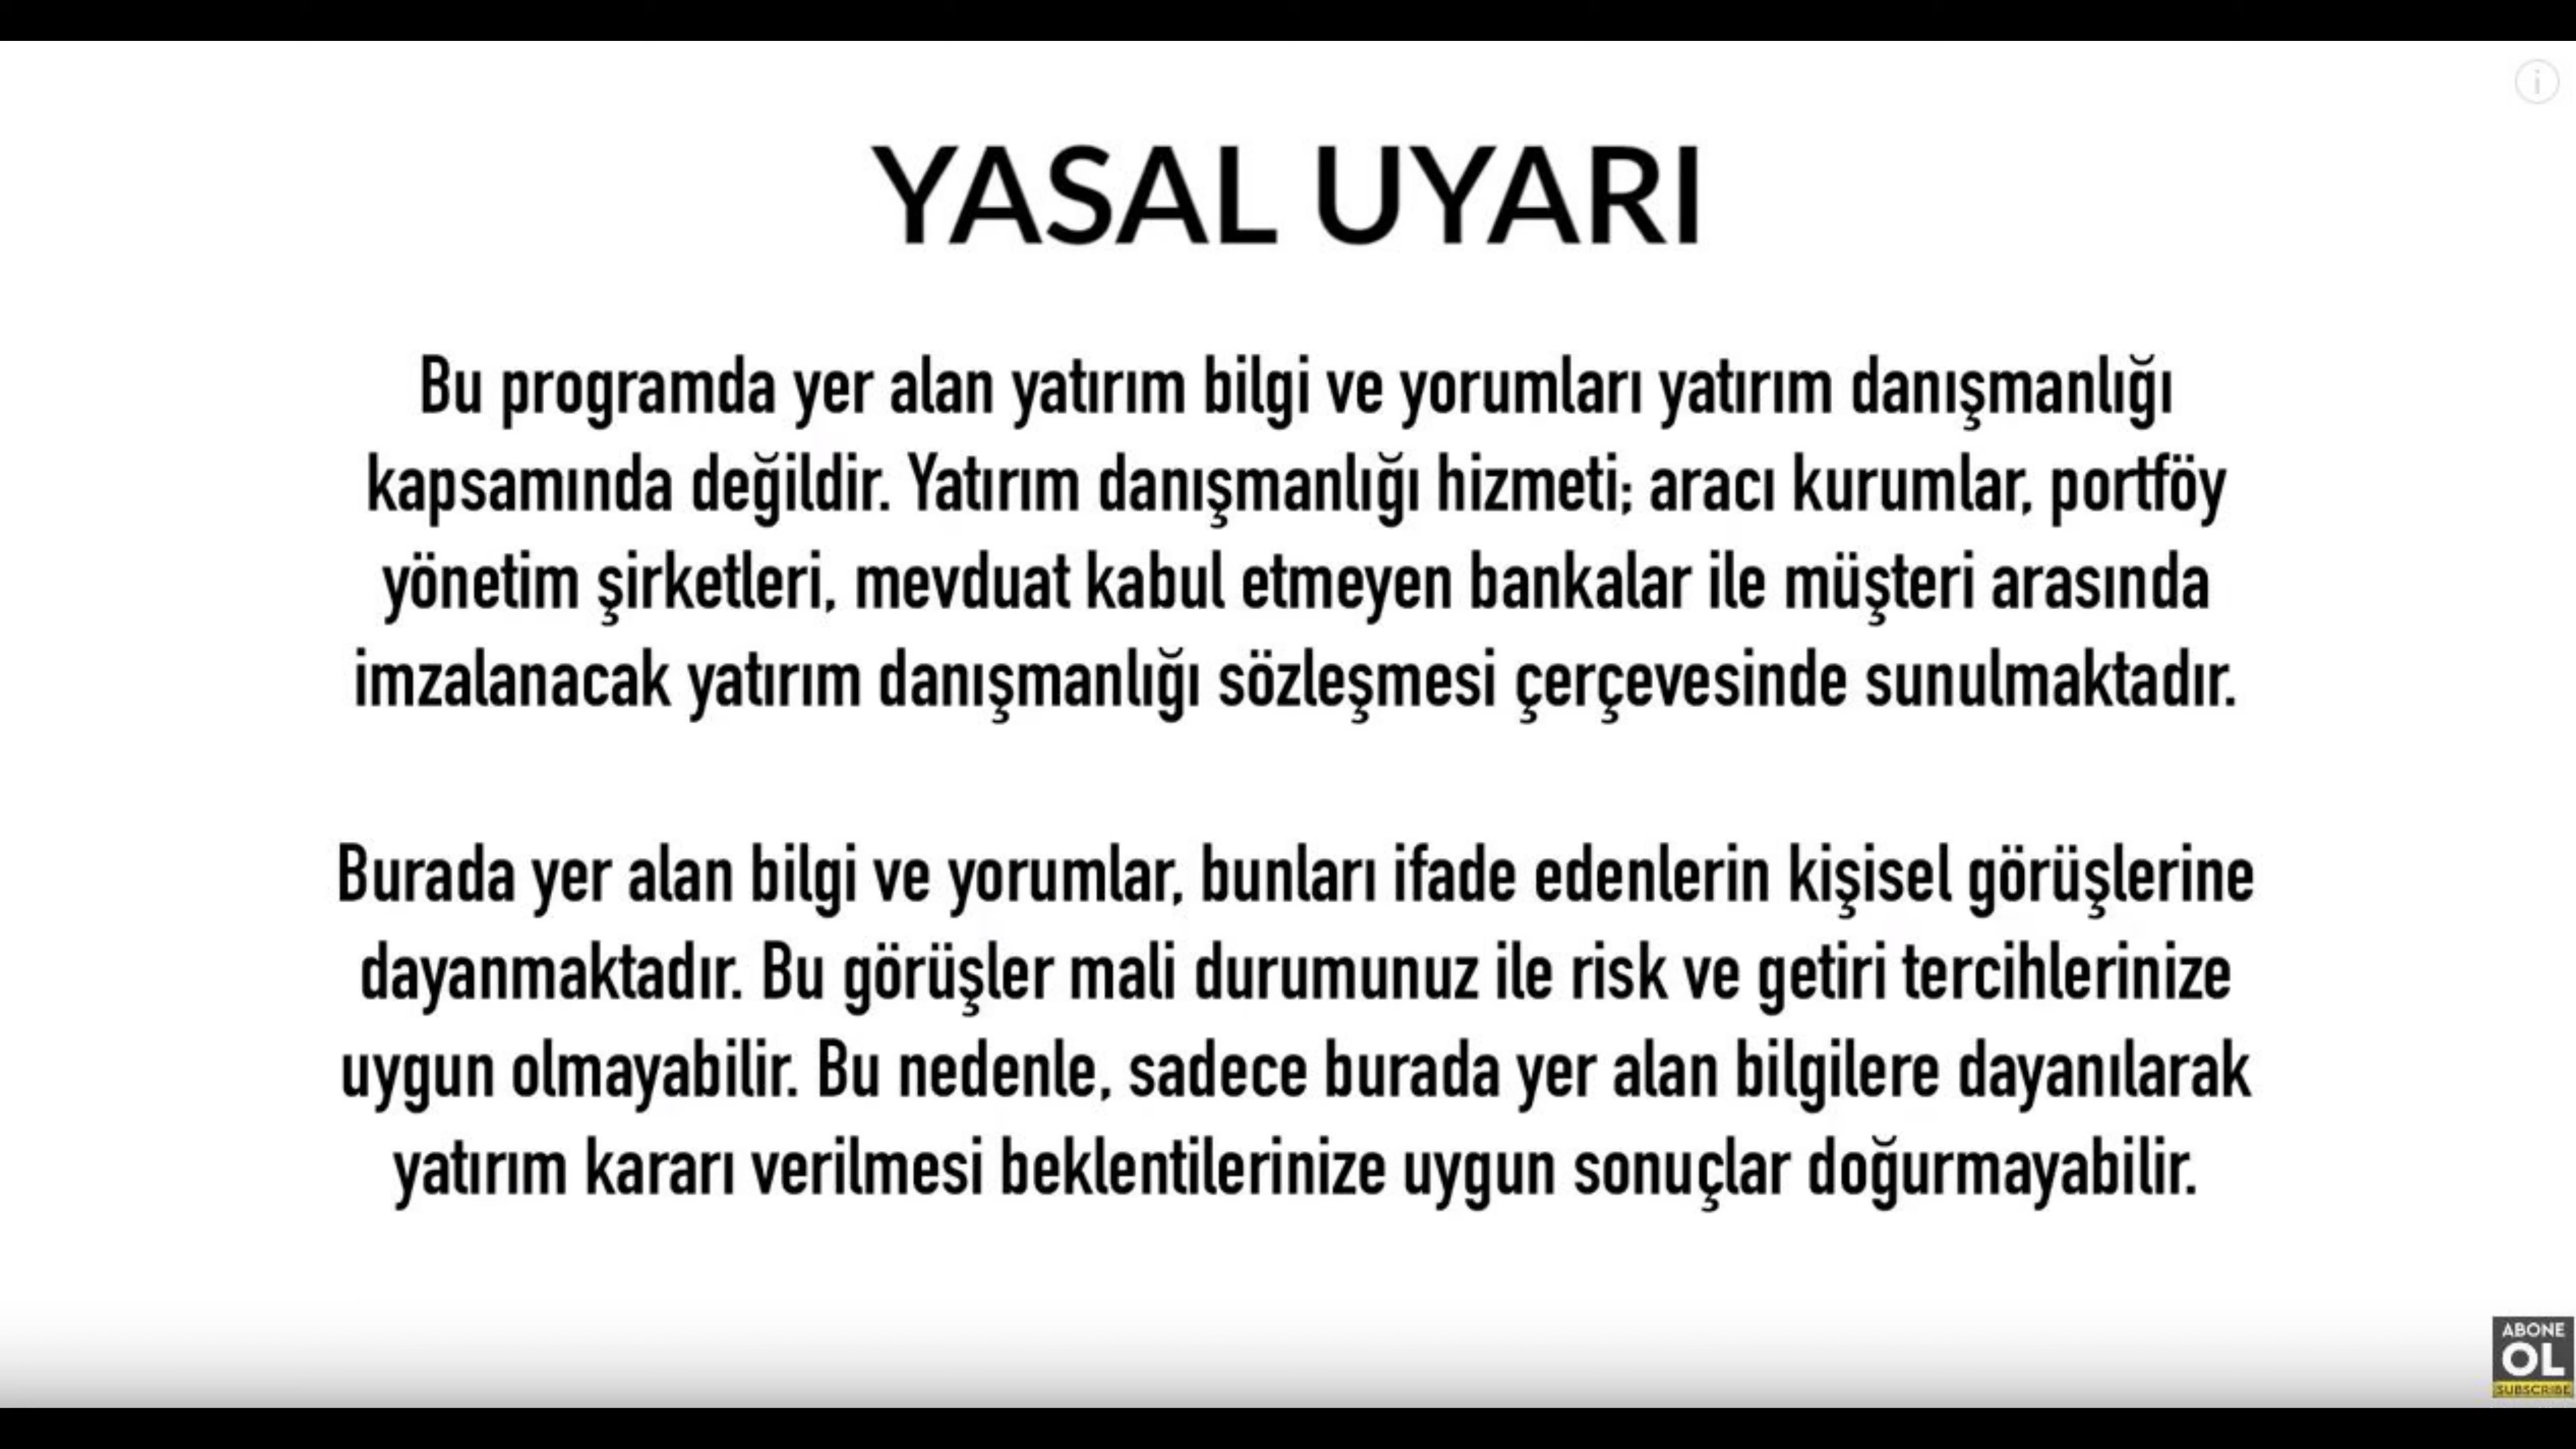 YASAL UYARI
Bu programda yer alan yatırım bilgi ve yorumları yatırım danışmanlığı
kapsamında değildir. Yatırım danışmanlığı hizmeti; aracı kurumlar, portföy
yönetim şirketleri, mevduat kabul etmeyen bankalar ile müşteri arasında
imzalanacak yatırım danışmanlığı sözleşmesi çerçevesinde sunulmaktadır.
Burada yer alan bilgi ve yorumlar, bunları ifade edenlerin kişisel görüşlerine
dayanmaktadır. Bu görüşler mali durumunuz ile risk ve getiri tercihlerinize
uygun olmayabilir. Bu nedenle, sadece burada yer alan bilgilere dayanılarak
yatırım kararı verilmesi beklentilerinize uygun sonuçlar doğurmayabilir.
ABONE
OL
SUBSCRIBE